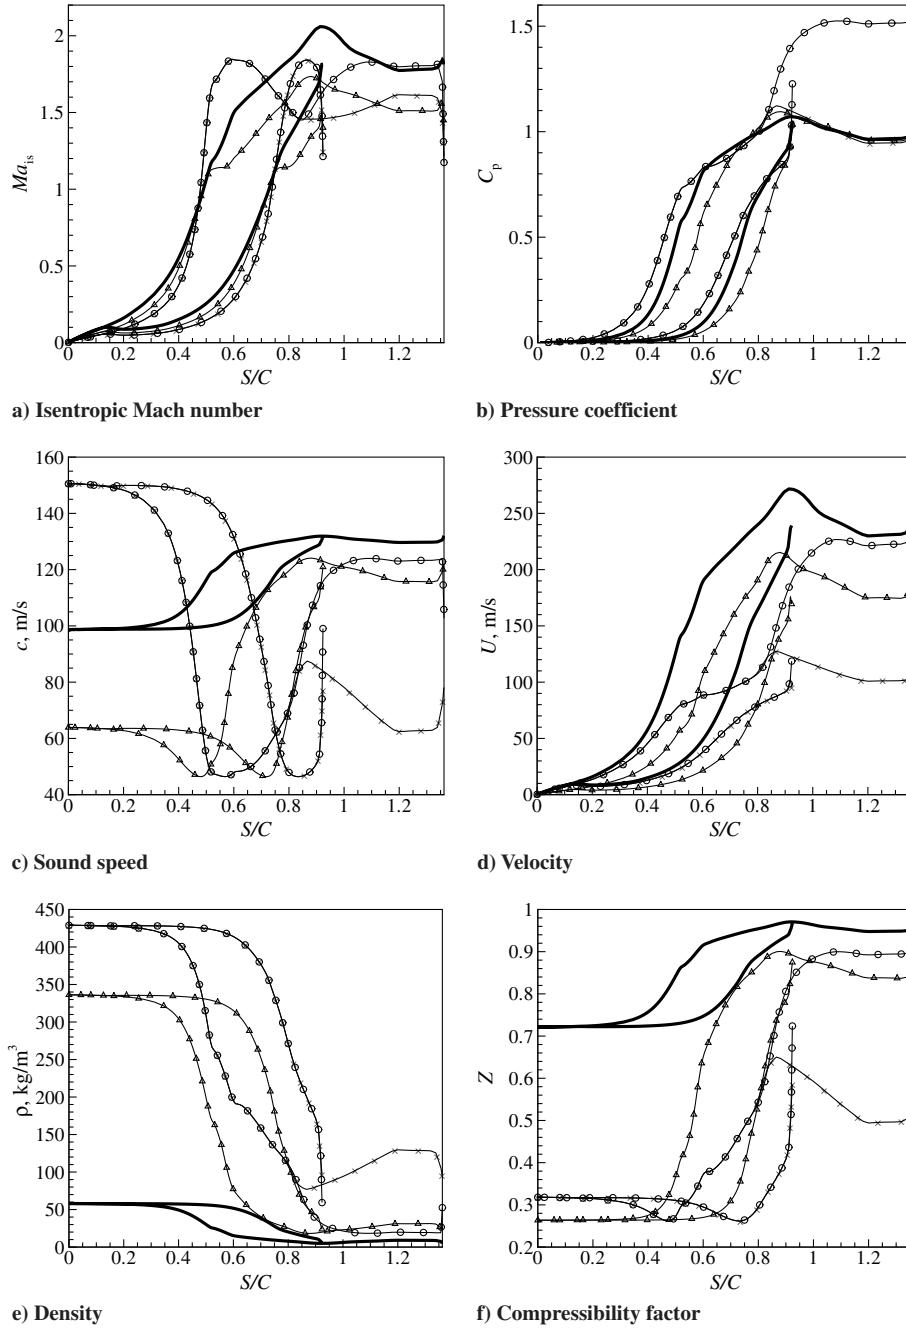 2
1.5
1
0.5
0
Ma_is
0 0.2 0.4 0.6 0.8 1 1.2
S/C
a) Isentropic Mach number
1.5
1
0.5
0
C_p
0 0.2 0.4 0.6 0.8 1 1.2
S/C
b) Pressure coefficient
160
140
120
100
80
60
40
c, m/s
0 0.2 0.4 0.6 0.8 1 1.2
S/C
c) Sound speed
300
250
200
150
100
50
0
U, m/s
0 0.2 0.4 0.6 0.8 1 1.2
S/C
d) Velocity
450
400
350
300
250
200
150
100
50
0
ρ, kg/m³
0 0.2 0.4 0.6 0.8 1 1.2
S/C
e) Density
1
0.9
0.8
0.7
0.6
0.5
0.4
0.3
0.2
Z
0 0.2 0.4 0.6 0.8 1 1.2
S/C
f) Compressibility factor